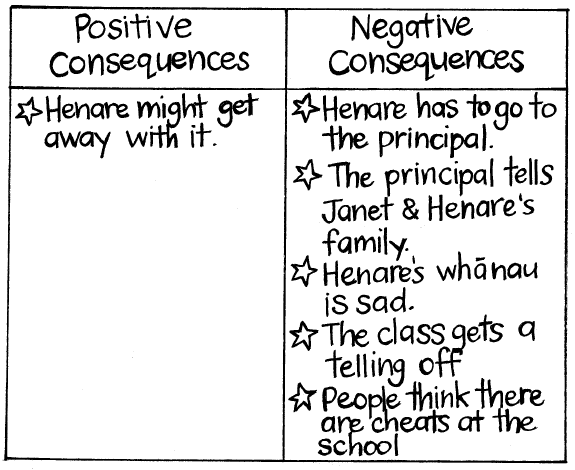 Positive
Consequences
☆ Henare might get
away with it.
Negative
Consequences
☆ Henare has to go to
the principal.
☆ The principal tells
Janet & Henare's
family.
☆ Henare's whānau
is sad.
☆ The class gets a
telling off
☆ People think there
are cheats at the
school